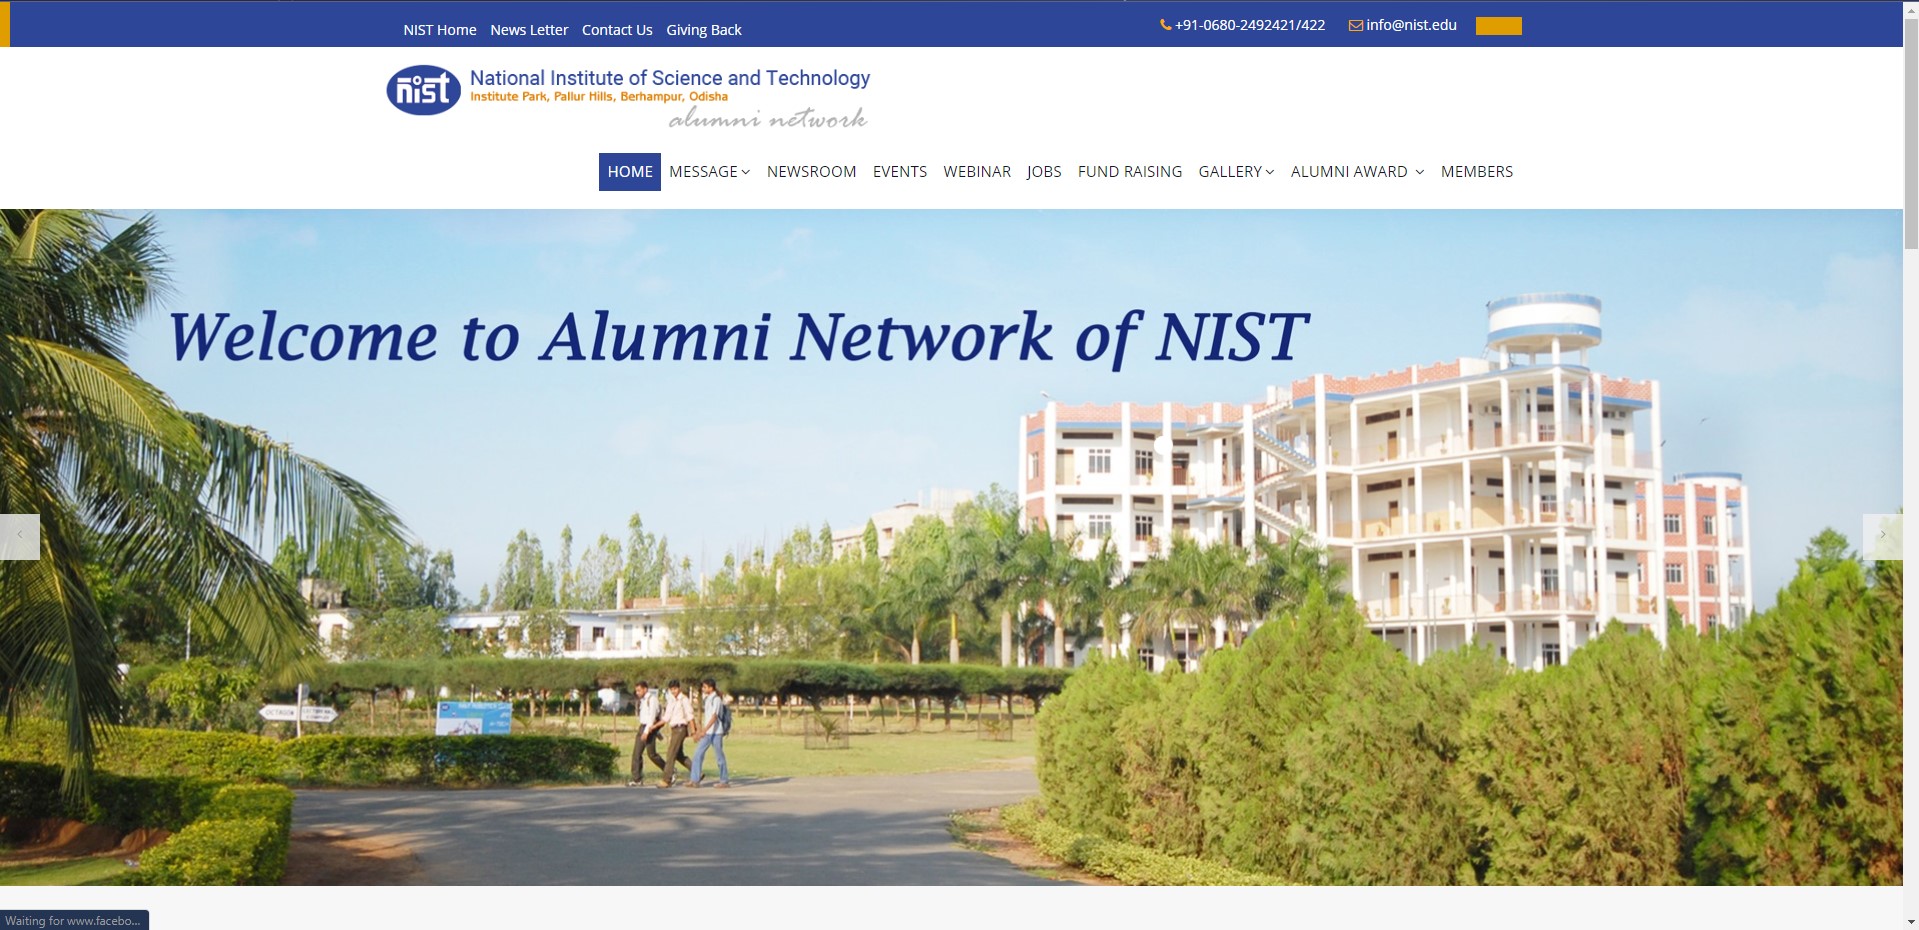 NIST Home News Letter Contact Us Giving Back
+91-0680-2492421/422 info@nist.edu
nist
National Institute of Science and Technology
Institute Park, Pallur Hills, Berhampur, Odisha
alumni network
HOME MESSAGE NEWSROOM EVENTS WEBINAR JOBS FUND RAISING GALLERY ALUMNI AWARD MEMBERS
Welcome to Alumni Network of NIST
OCTAGON
Waiting for www.facebo...